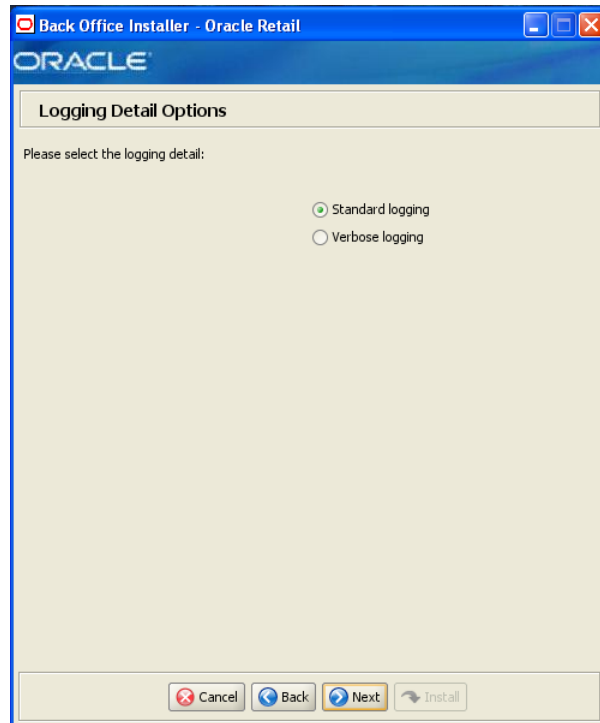 Back Office Installer - Oracle Retail
ORACLE
Logging Detail Options
Please select the logging detail:
Standard logging
Verbose logging
Cancel Back Next Install